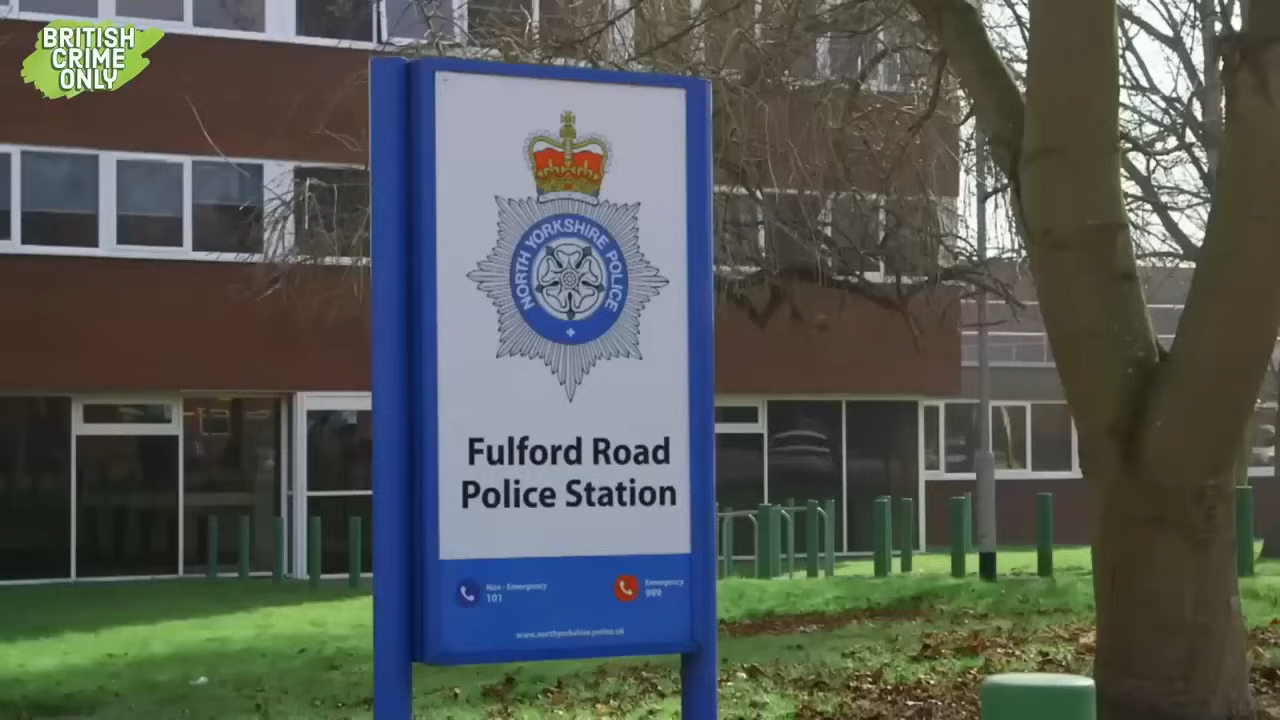 BRITISH
CRIME
ONLY
NORTH YORKSHIRE POLICE
Fulford Road
Police Station
Non - Emergency
101
Emergency
999
www.northyorkshire.police.uk